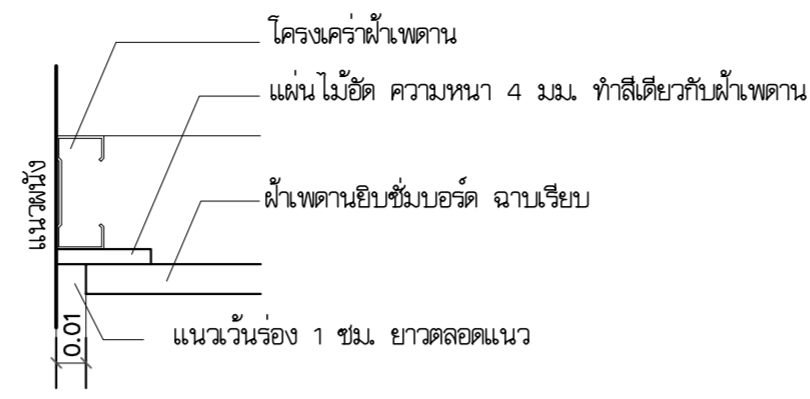 โครงเคร่าฝ้าเพดาน
แผ่นไม้อัด ความหนา 4 มม. ทำสีเดียวกับฝ้าเพดาน
แนวผนัง
ฝ้าเพดานยิบซั่มบอร์ด ฉาบเรียบ
0.01
แนวเว้นร่อง 1 ซม. ยาวตลอดแนว